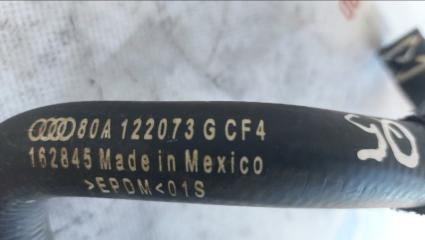 80A 122073 G CF4
162845 Made in Mexico
>EPDM<01S